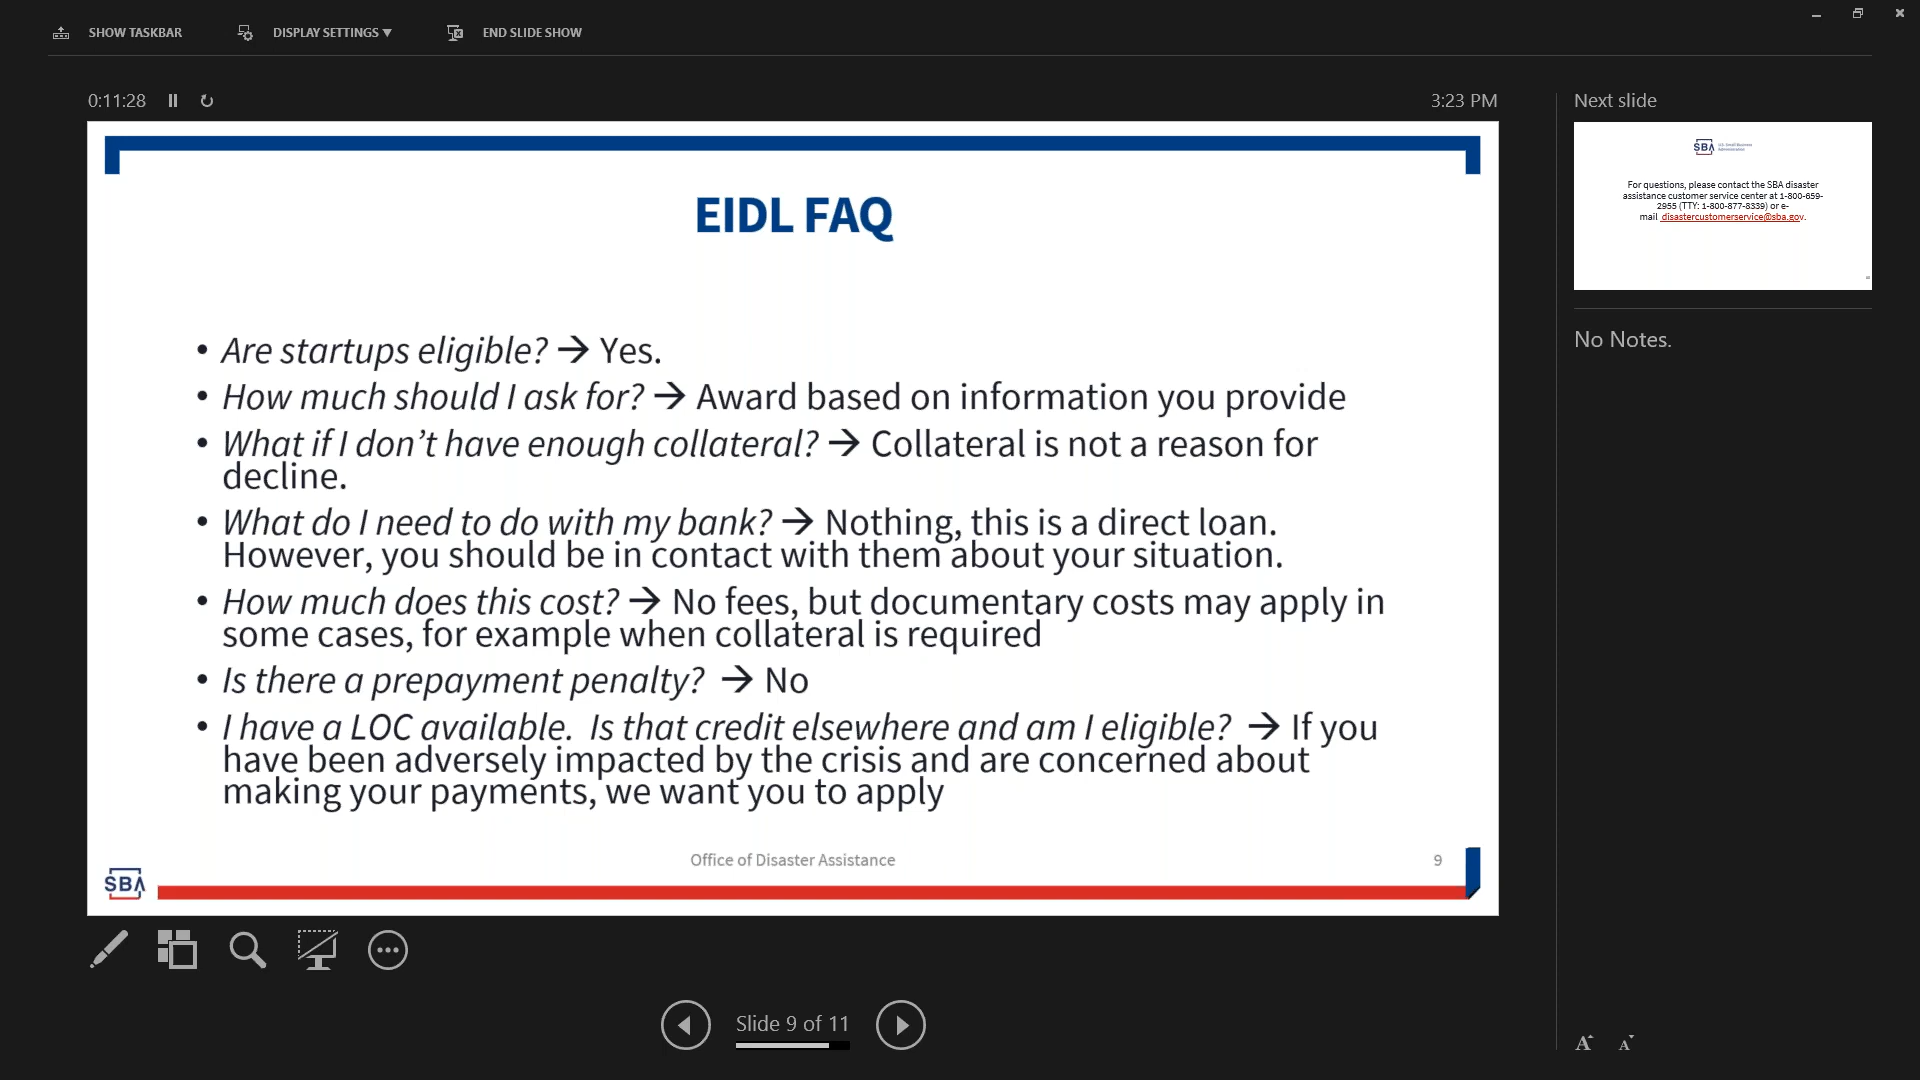 SHOW TASKBAR
DISPLAY SETTINGS ▼
END SLIDE SHOW
0:11:28
3:23 PM
Next slide
EIDL FAQ
• Are startups eligible? → Yes.
• How much should I ask for? → Award based on information you provide
• What if I don’t have enough collateral? → Collateral is not a reason for
decline.
• What do I need to do with my bank? → Nothing, this is a direct loan.
However, you should be in contact with them about your situation.
• How much does this cost? → No fees, but documentary costs may apply in
some cases, for example when collateral is required
• Is there a prepayment penalty? → No
• I have a LOC available. Is that credit elsewhere and am I eligible? → If you
have been adversely impacted by the crisis and are concerned about
making your payments, we want you to apply
Office of Disaster Assistance
9
SBA
SBA
U.S. Small Business
Administration
For questions, please contact the SBA disaster
assistance customer service center at 1-800-659-
2955 (TTY: 1-800-877-8339) or e-
mail disastercustomerservice@sba.gov.
No Notes.
Slide 9 of 11
A
A